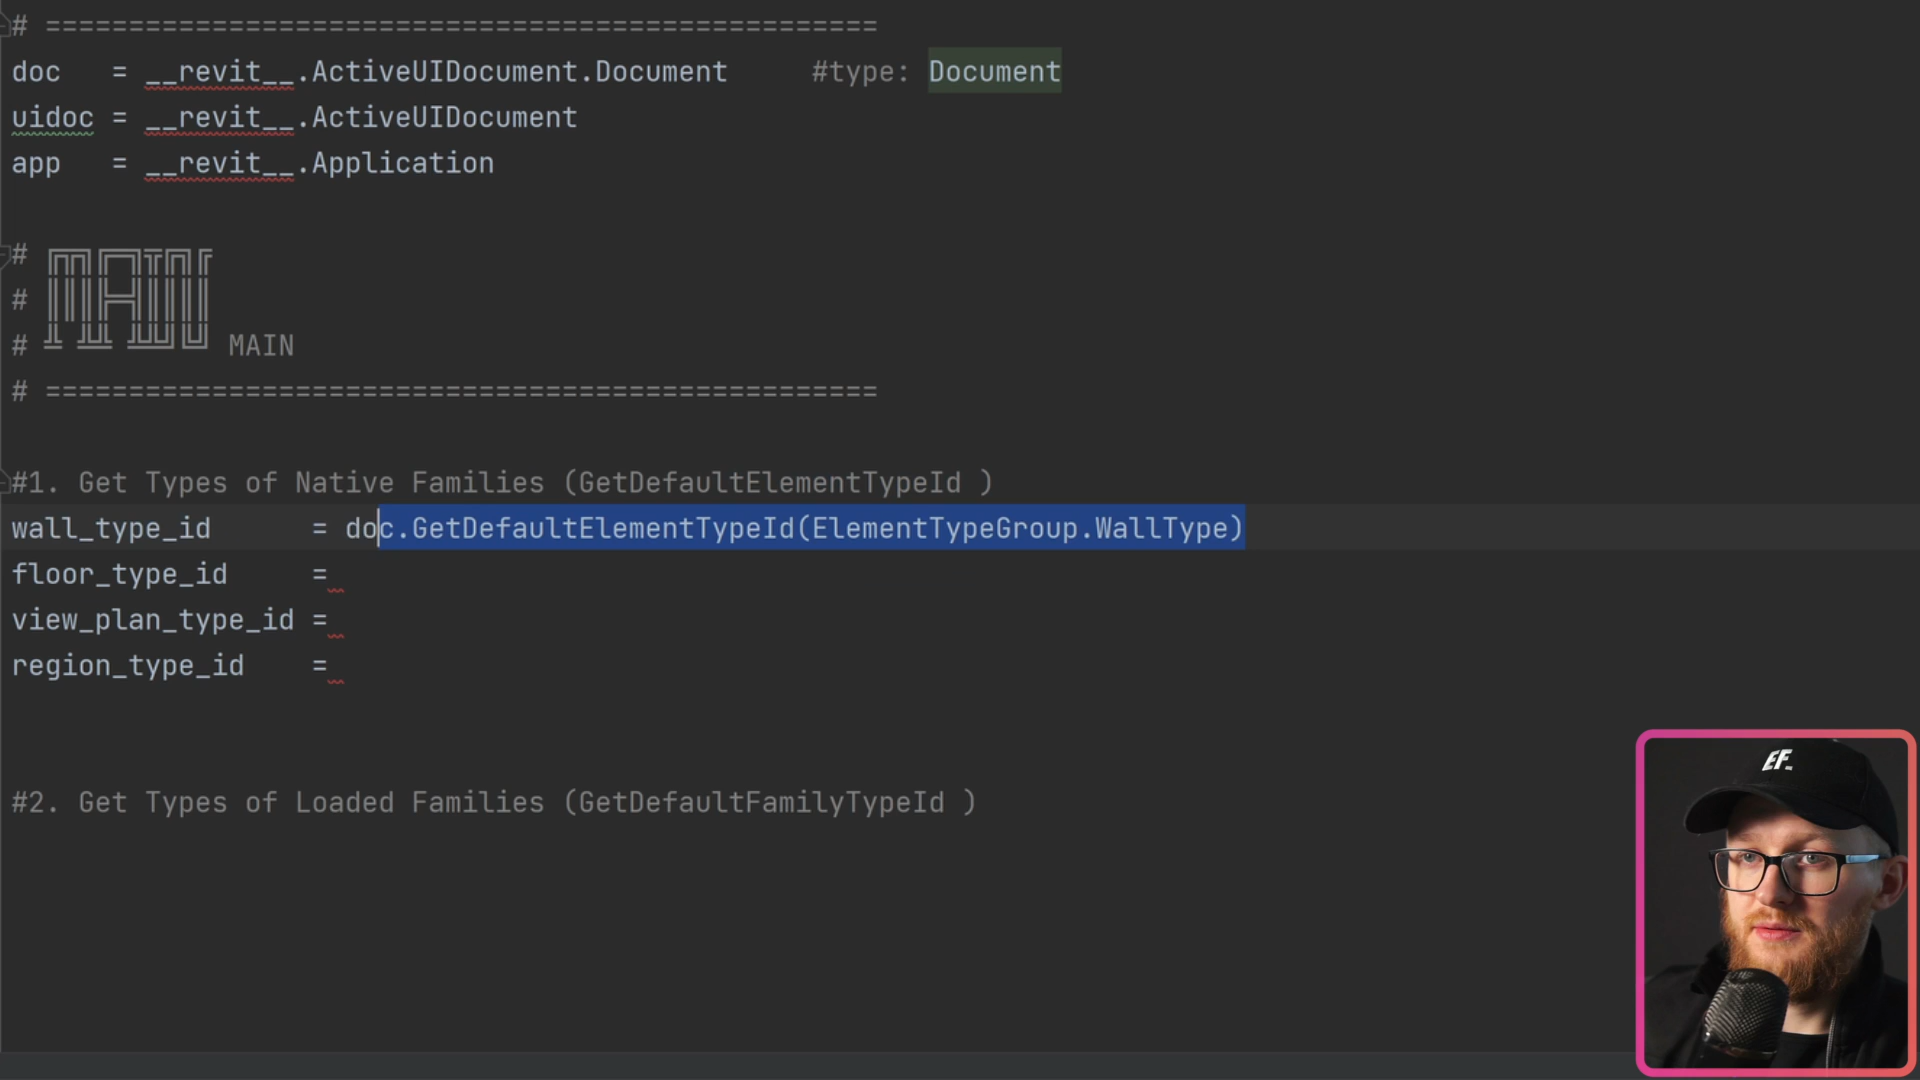 # ==================================================
doc   = __revit__.ActiveUIDocument.Document     #type: Document
uidoc = __revit__.ActiveUIDocument
app   = __revit__.Application
# ╔╦╗╔═╗╦╔╗╔
# ║║║╠═╣║║║║
# ╩ ╩╩ ╩╩╝╚╝ MAIN
# ==================================================
#1. Get Types of Native Families (GetDefaultElementTypeId )
wall_type_id      = doc.GetDefaultElementTypeId(ElementTypeGroup.WallType)
floor_type_id     =
view_plan_type_id =
region_type_id    =
#2. Get Types of Loaded Families (GetDefaultFamilyTypeId )
EF.